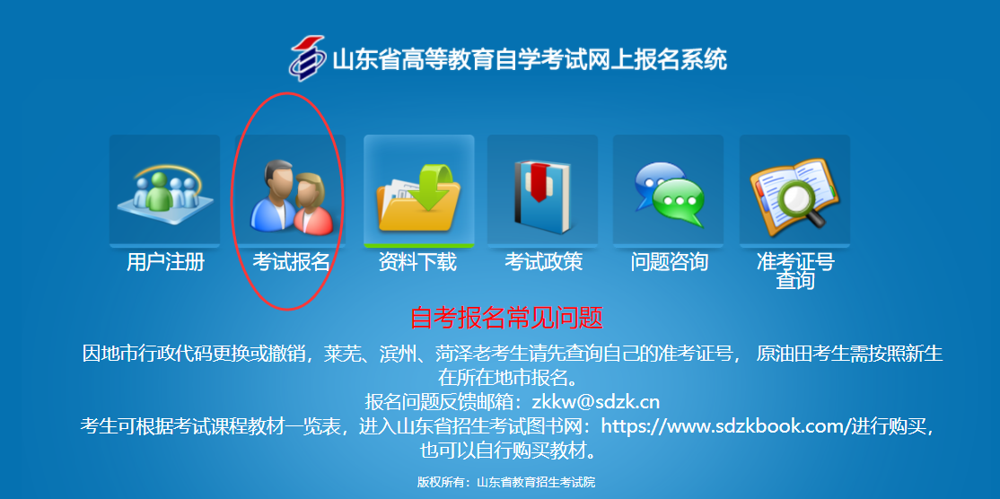 山东省高等教育自学考试网上报名系统
用户注册
考试报名
资料下载
考试政策
问题咨询
准考证号
查询
自考报名常见问题
因地市行政代码更换或撤销，莱芜、滨州、菏泽老考生请先查询自己的准考证号， 原油田考生需按照新生
在所在地市报名。
报名问题反馈邮箱：zkkw@sdzk.cn
考生可根据考试课程教材一览表，进入山东省招生考试图书网：https://www.sdzkbook.com/进行购买，
也可以自行购买教材。
版权所有：山东省教育招生考试院